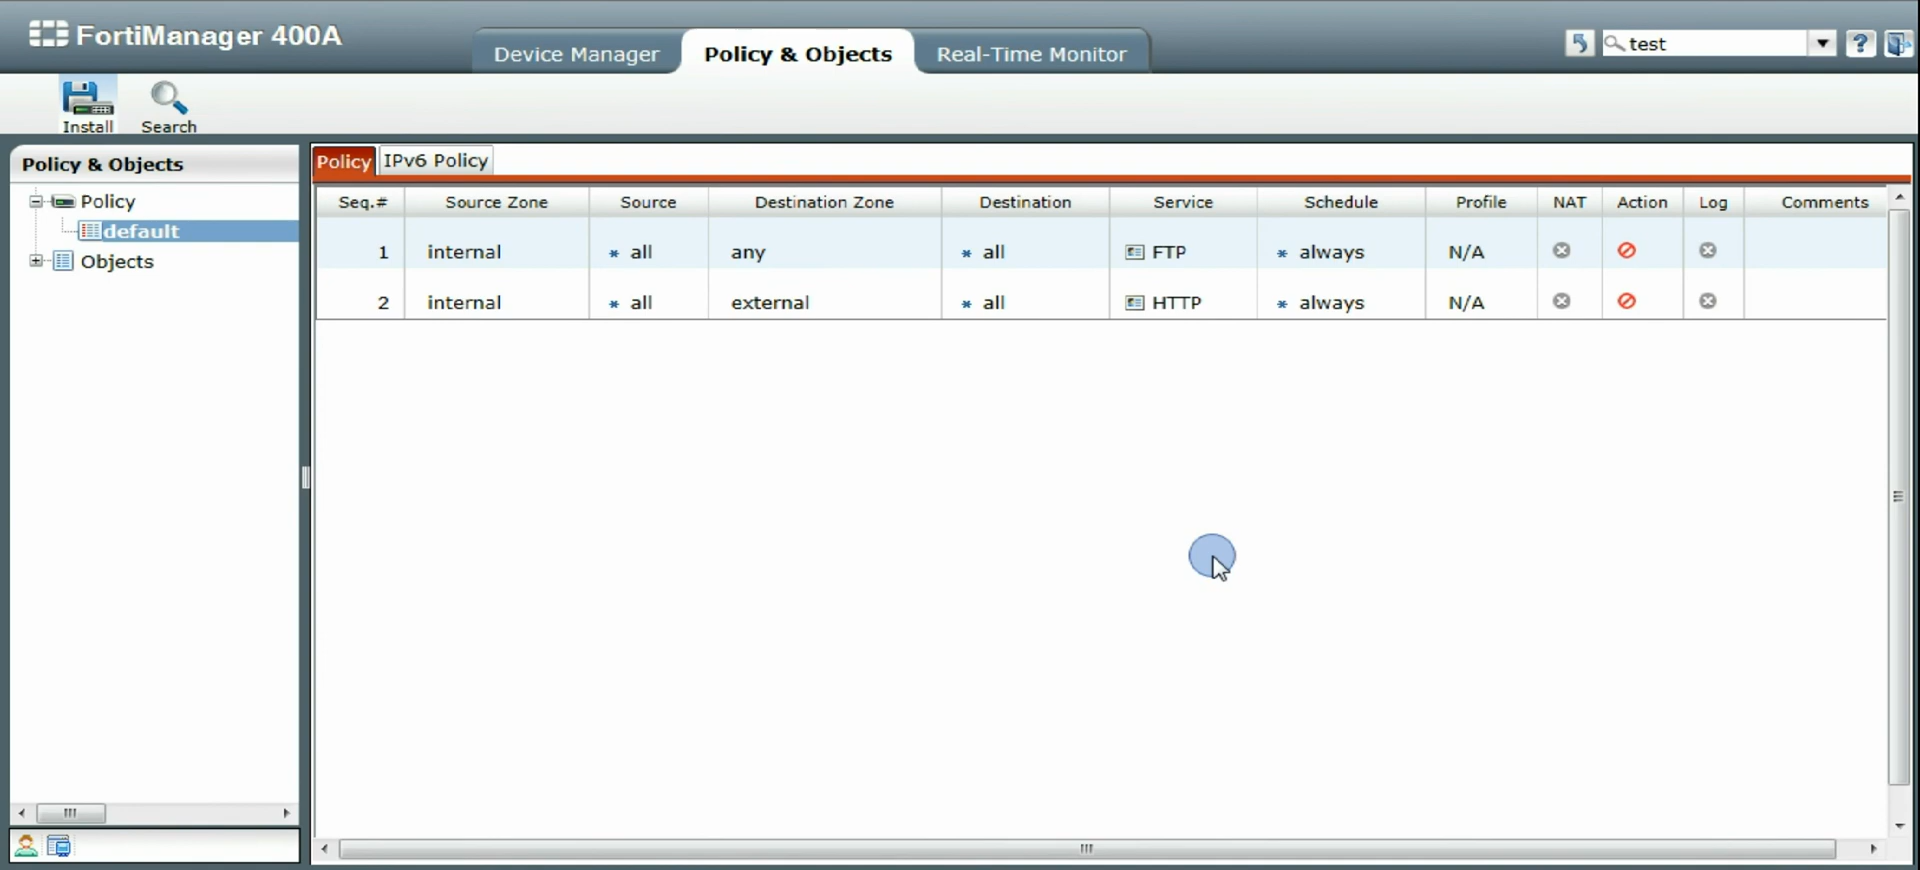 FortiManager 400A
Device Manager
Policy & Objects
Real-Time Monitor
test
?
Install
Search
Policy & Objects
Policy
default
Objects
Policy
IPv6 Policy
Seq.# Source Zone Source Destination Zone Destination Service Schedule Profile NAT Action Log Comments
1 internal * all any * all FTP * always N/A
2 internal * all external * all HTTP * always N/A